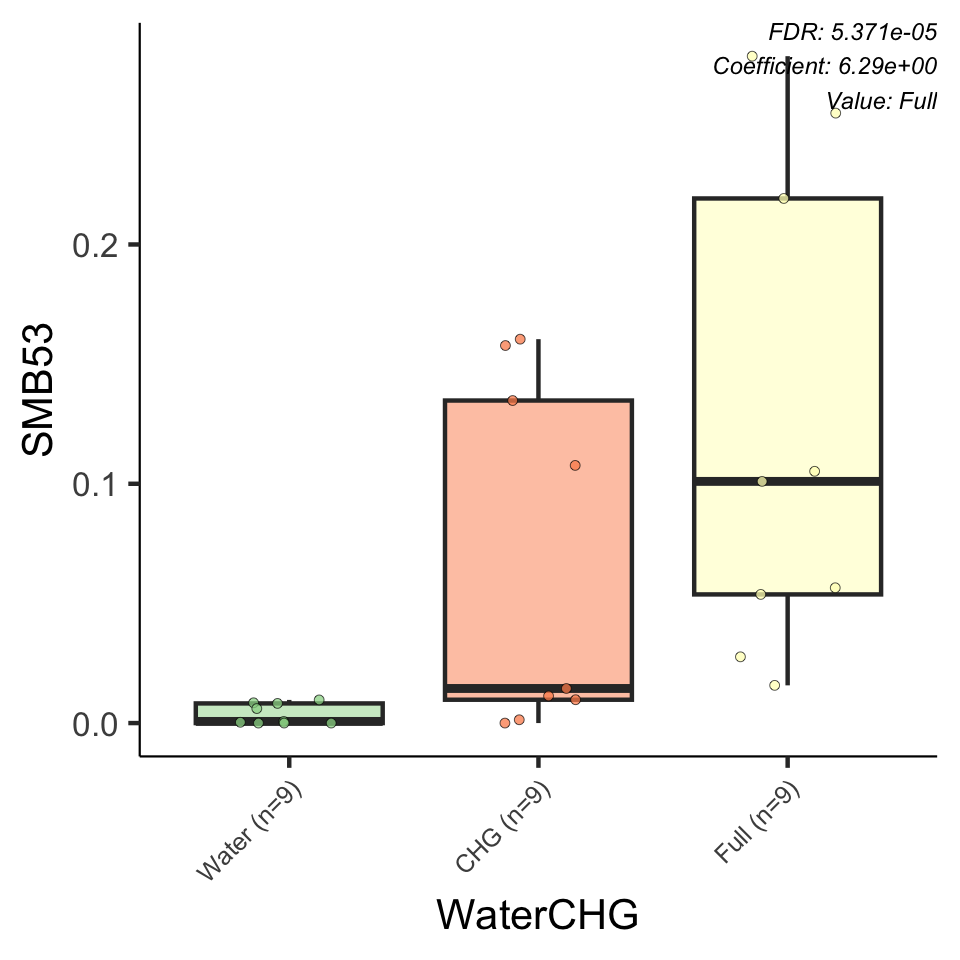 FDR: 5.371e-05
Coefficient: 6.29e+00
Value: Full
SMB53
0.2
0.1
0.0
Water (n=9)
CHG (n=9)
Full (n=9)
WaterCHG